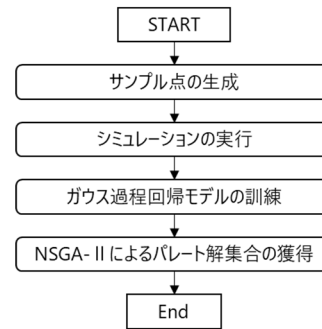 START
サンプル点の生成
シミュレーションの実行
ガウス過程回帰モデルの訓練
NSGA-Ⅱによるパレート解集合の獲得
End